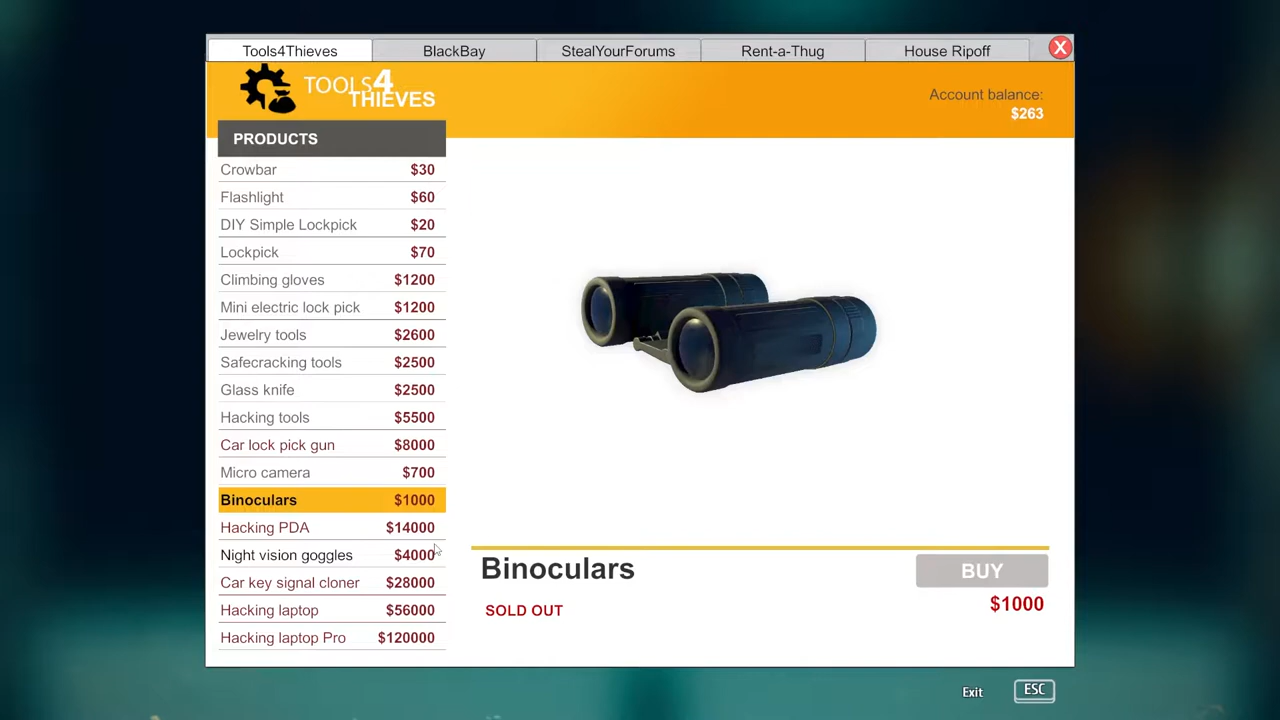 Tools4Thieves BlackBay StealYourForums Rent-a-Thug House Ripoff X
TOOLS4
THIEVES
Account balance:
$263
PRODUCTS
Crowbar $30
Flashlight $60
DIY Simple Lockpick $20
Lockpick $70
Climbing gloves $1200
Mini electric lock pick $1200
Jewelry tools $2600
Safecracking tools $2500
Glass knife $2500
Hacking tools $5500
Car lock pick gun $8000
Micro camera $700
Binoculars $1000
Hacking PDA $14000
Night vision goggles $4000
Car key signal cloner $28000
Hacking laptop $56000
Hacking laptop Pro $120000
Binoculars BUY
SOLD OUT $1000
Exit ESC